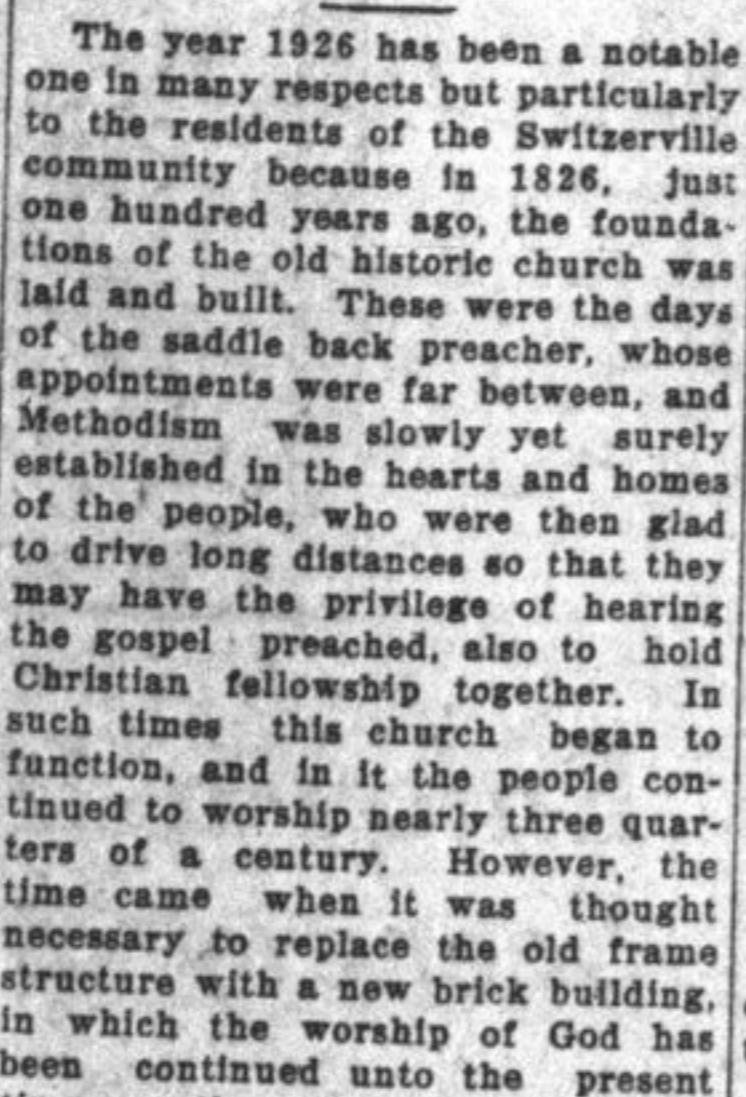 The year 1926 has been a notable
one in many respects but particularly
to the residents of the Switzerville
community because in 1826, just
one hundred years ago, the founda-
tions of the old historic church was
laid and built. These were the days
of the saddle back preacher, whose
appointments were far between, and
Methodism was slowly yet surely
established in the hearts and homes
of the people, who were then glad
to drive long distances so that they
may have the privilege of hearing
the gospel preached, also to hold
Christian fellowship together. In
such times this church began to
function, and in it the people con-
tinued to worship nearly three quar-
ters of a century. However, the
time came when it was thought
necessary to replace the old frame
structure with a new brick building,
in which the worship of God has
been continued unto the present